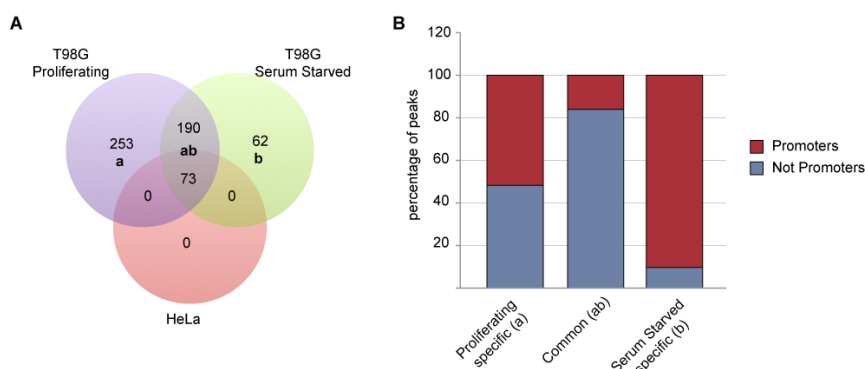 A
T98G
Proliferating
T98G
Serum Starved
253
a
190
ab
73
62
b
0
0
0
HeLa
B
percentage of peaks
120
100
80
60
40
20
Proliferating
specific (a)
Common (ab)
Serum Starved
specific (b)
Promoters
Not Promoters